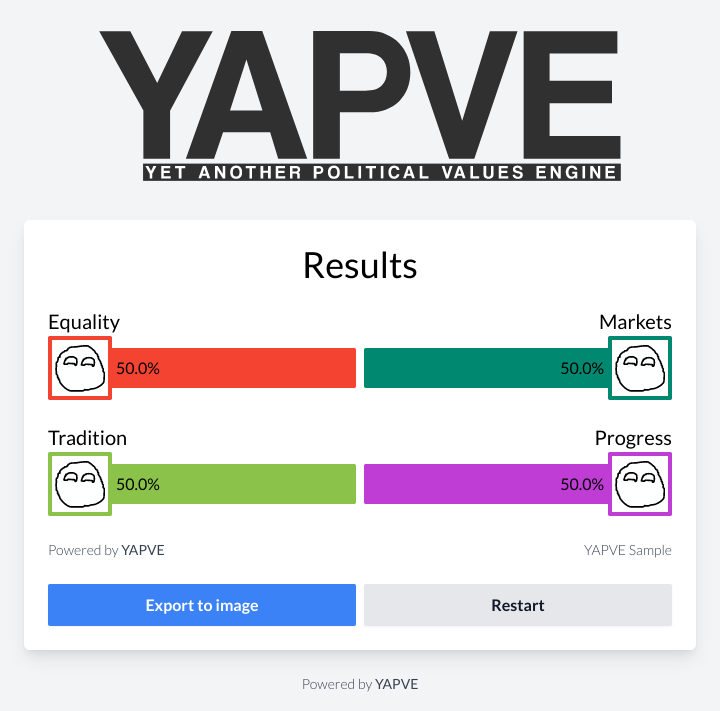 YAPVE
YET ANOTHER POLITICAL VALUES ENGINE
Results
Equality Markets
50.0% 50.0%
Tradition Progress
50.0% 50.0%
Powered by YAPVE YAPVE Sample
Export to image Restart
Powered by YAPVE